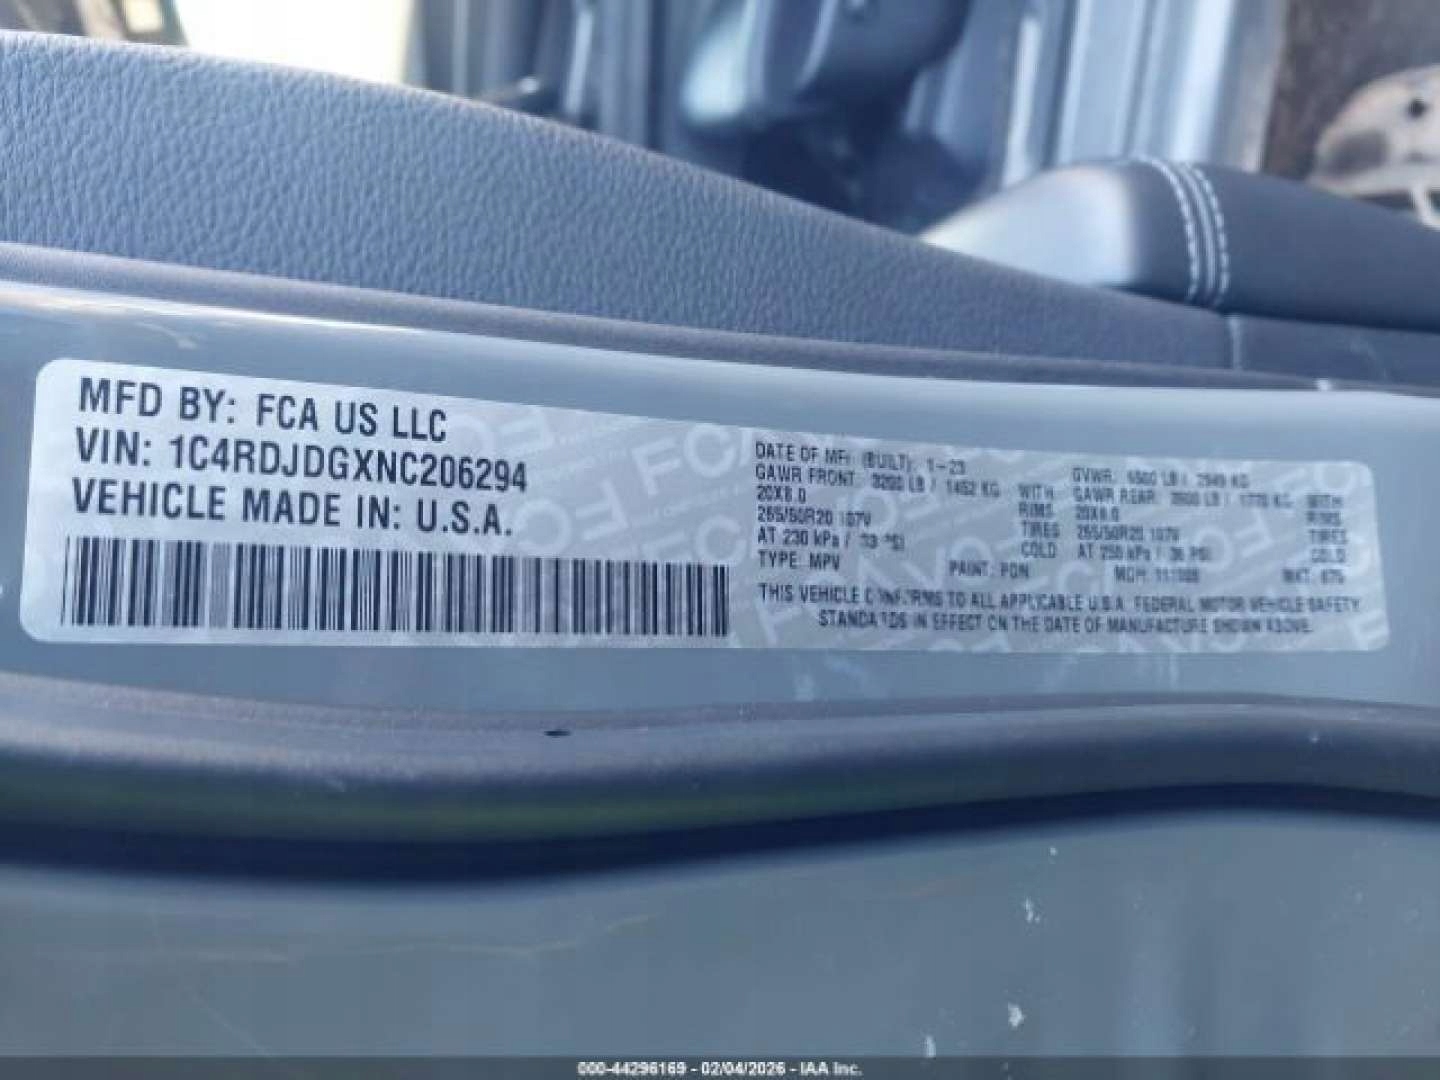 MFD BY: FCA US LLC
VIN: 1C4RDJDGXNC206294
VEHICLE MADE IN: U.S.A.
DATE OF MFR (BUILT): 1-23
GVWR: 6500 LB / 2949 KG
GAWR FRONT: 3200 LB / 1452 KG WITH
20X8.0 RIMS
265/50R20 107V TIRES
AT 230 kPa / 33 PSI COLD
GAWR REAR: 3900 LB / 1770 KG WITH
20X8.0 RIMS
265/50R20 107V TIRES
AT 250 kPa / 36 PSI COLD
TYPE: MPV PAINT: PDN MDH:
THIS VEHICLE CONFORMS TO ALL APPLICABLE U.S.A. FEDERAL MOTOR VEHICLE SAFETY
STANDARDS IN EFFECT ON THE DATE OF MANUFACTURE SHOWN ABOVE.
000-44296169 - 02/04/2026 - IAA Inc.